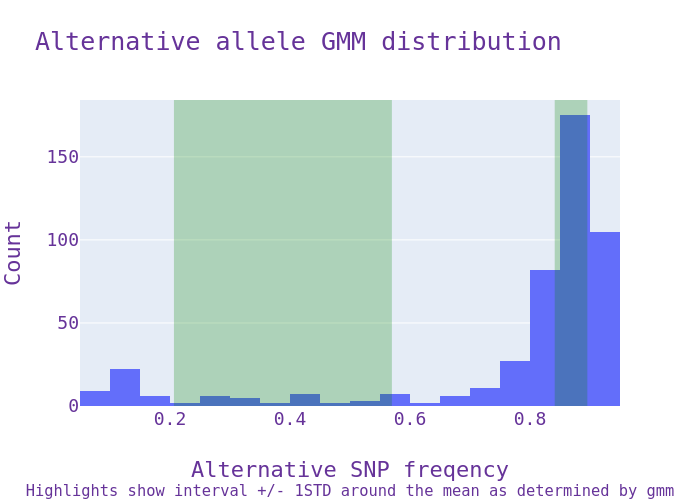 Alternative allele GMM distribution
Count
150
100
50
0
0.2 0.4 0.6 0.8
Alternative SNP freqency
Highlights show interval +/- 1STD around the mean as determined by gmm